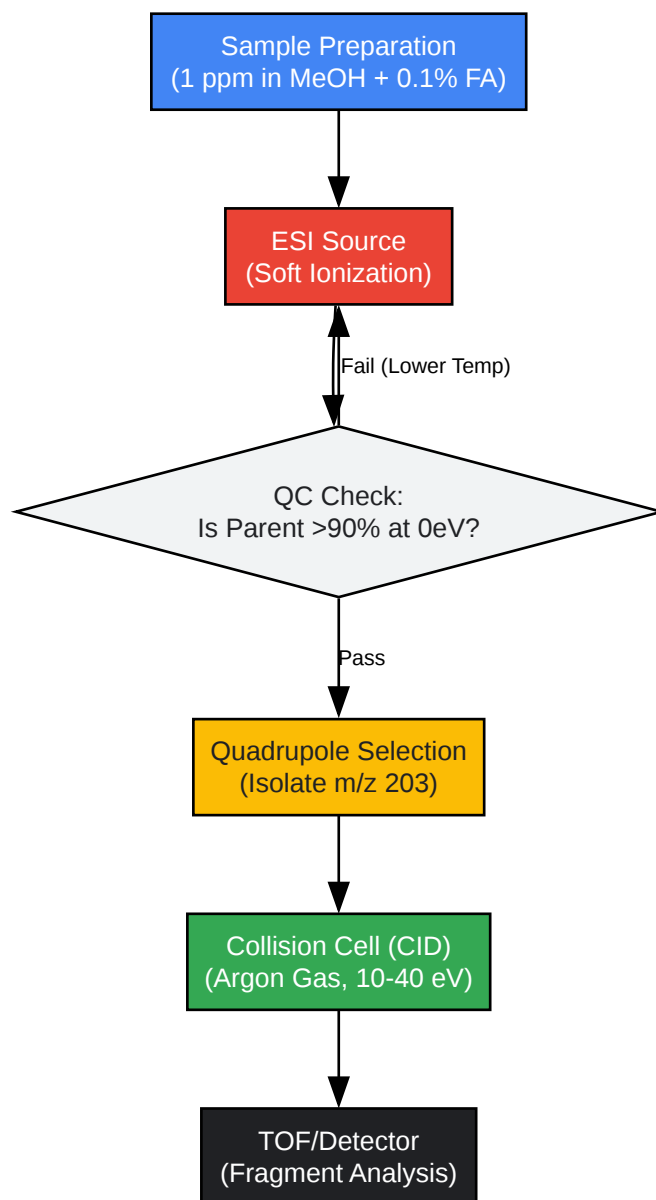 Sample Preparation
(1 ppm in MeOH + 0.1% FA)
ESI Source
(Soft Ionization)
Fail (Lower Temp)
QC Check:
Is Parent >90% at 0eV?
Pass
Quadrupole Selection
(Isolate m/z 203)
Collision Cell (CID)
(Argon Gas, 10-40 eV)
TOF/Detector
(Fragment Analysis)